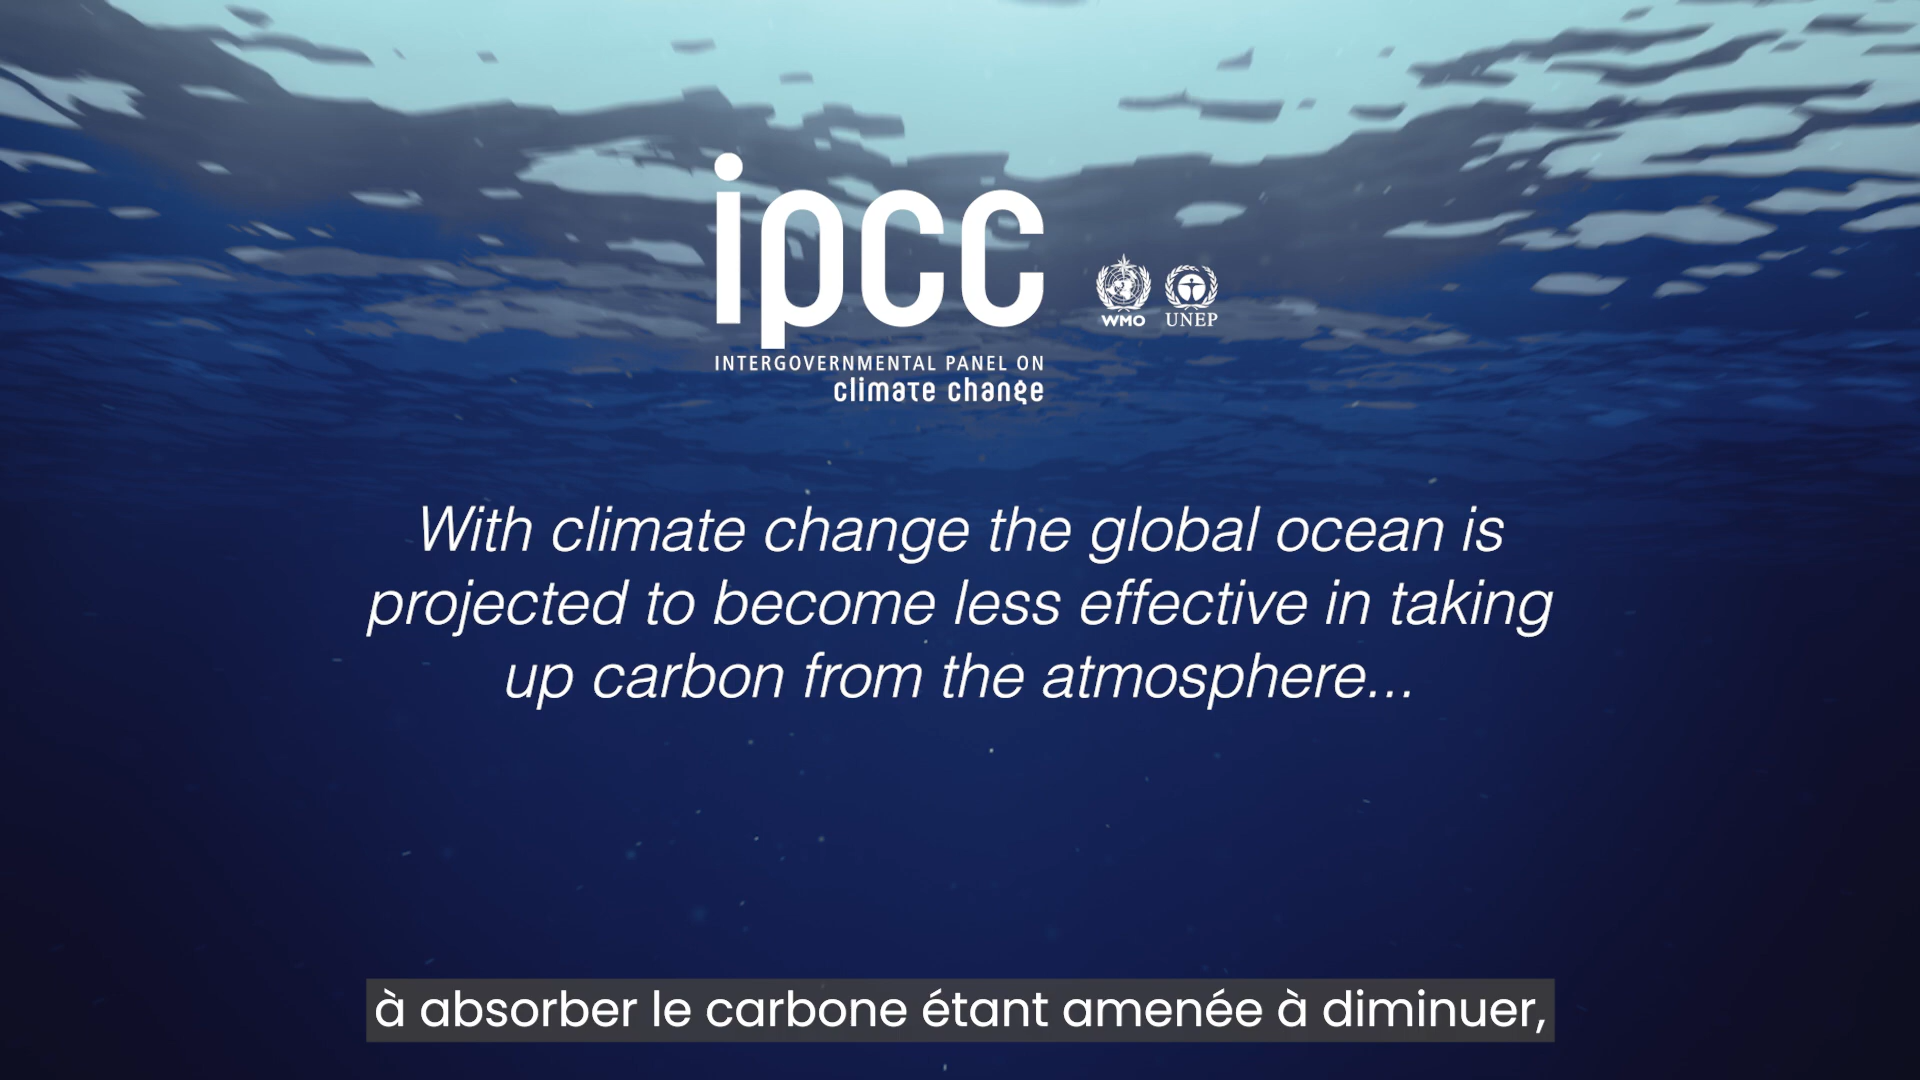 ipcc
INTERGOVERNMENTAL PANEL ON
climate change
WMO
UNEP
With climate change the global ocean is
projected to become less effective in taking
up carbon from the atmosphere...
à absorber le carbone étant amenée à diminuer,